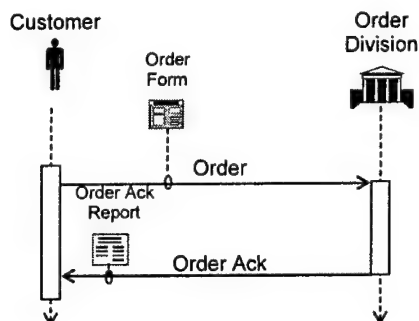 Customer
Order
Division
Order
Form
Order
Order Ack
Report
Order Ack